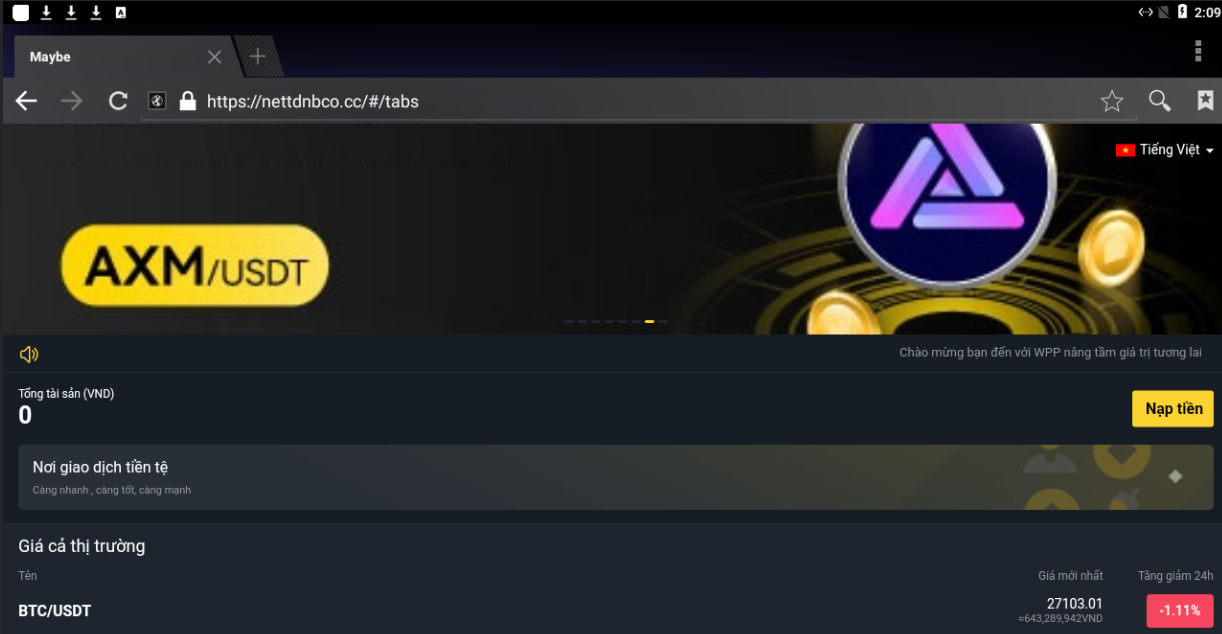 2:09
Maybe
https://nettdnbco.cc/#/tabs
Tiếng Việt
AXM/USDT
Chào mừng bạn đến với WPP nâng tầm giá trị tương lai
Tổng tài sản (VND)
0
Nạp tiền
Nơi giao dịch tiền tệ
Càng nhanh , càng tốt, càng mạnh
Giá cả thị trường
Tên Giá mới nhất Tăng giảm 24h
BTC/USDT 27103.01 -1.11%
≈643,289,942VND